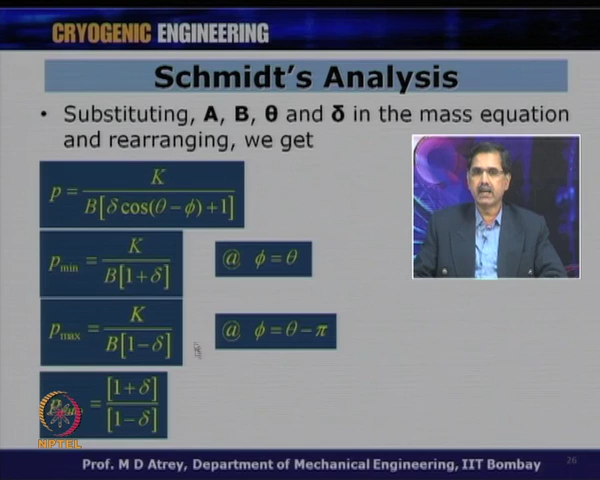 CRYOGENIC ENGINEERING
Schmidt's Analysis
• Substituting, A, B, θ and δ in the mass equation
and rearranging, we get
p = K / B[δ cos(θ − ϕ) + 1]
p_min = K / B[1 + δ] @ ϕ = θ
p_max = K / B[1 − δ] @ ϕ = θ − π
= [1 + δ] / [1 − δ]
NPTEL
Prof. M D Atrey, Department of Mechanical Engineering, IIT Bombay 26